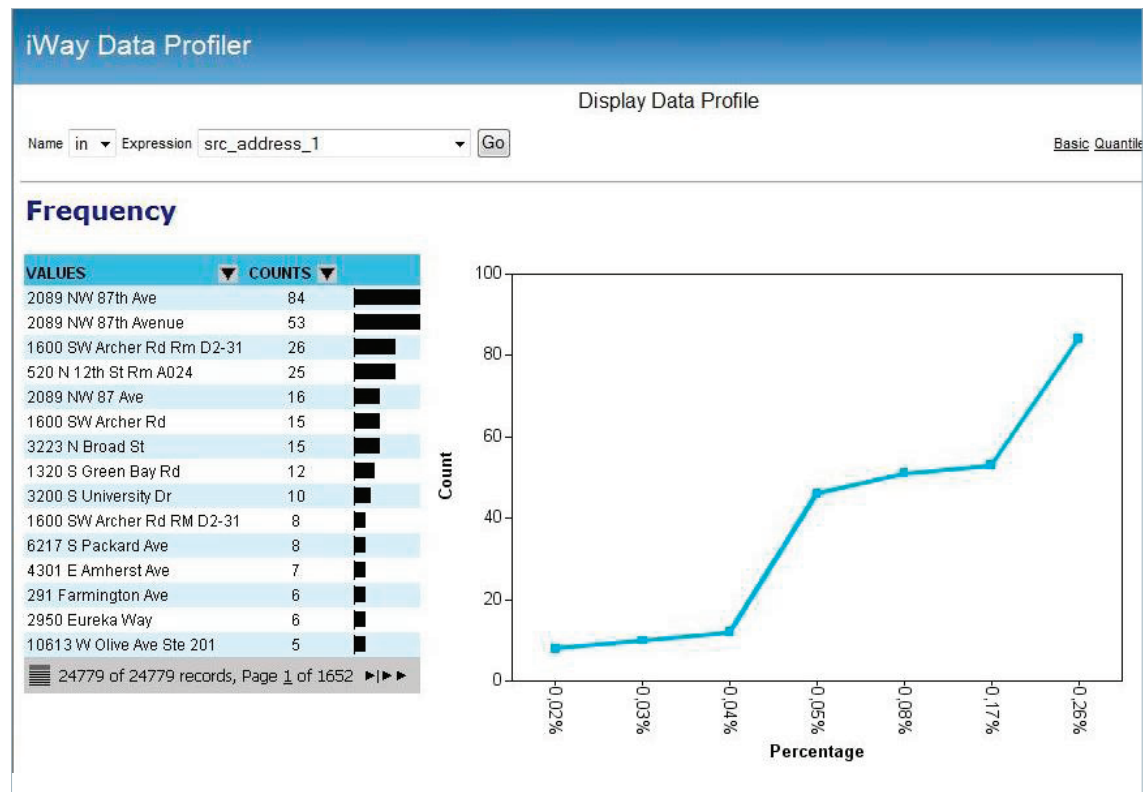 iWay Data Profiler
Display Data Profile
Name in Expression src_address_1 Go
Basic Quantile
Frequency
VALUES COUNTS
2089 NW 87th Ave 84
2089 NW 87th Avenue 53
1600 SW Archer Rd Rm D2-31 26
520 N 12th St Rm A024 25
2089 NW 87 Ave 16
1600 SW Archer Rd 15
3223 N Broad St 15
1320 S Green Bay Rd 12
3200 S University Dr 10
1600 SW Archer Rd RM D2-31 8
6217 S Packard Ave 8
4301 E Amherst Ave 7
291 Farmington Ave 6
2950 Eureka Way 6
10613 W Olive Ave Ste 201 5
24779 of 24779 records, Page 1 of 1652
100
80
60
40
20
0
Count
0,02%
0,03%
0,04%
0,05%
0,08%
0,17%
0,26%
Percentage